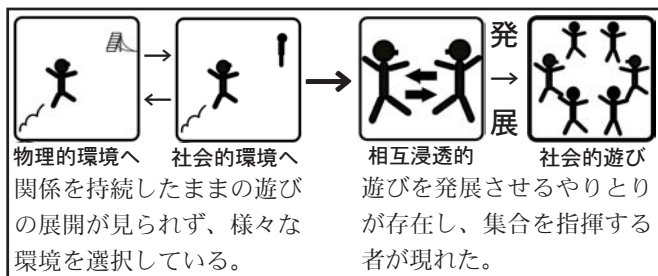 発
展
→
←
→
→
物理的環境へ 社会的環境へ 相互浸透的 社会的遊び
関係を持続したままの遊び
の展開が見られず、様々な
環境を選択している。
遊びを発展させるやりとり
が存在し、集合を指揮する
者が現れた。